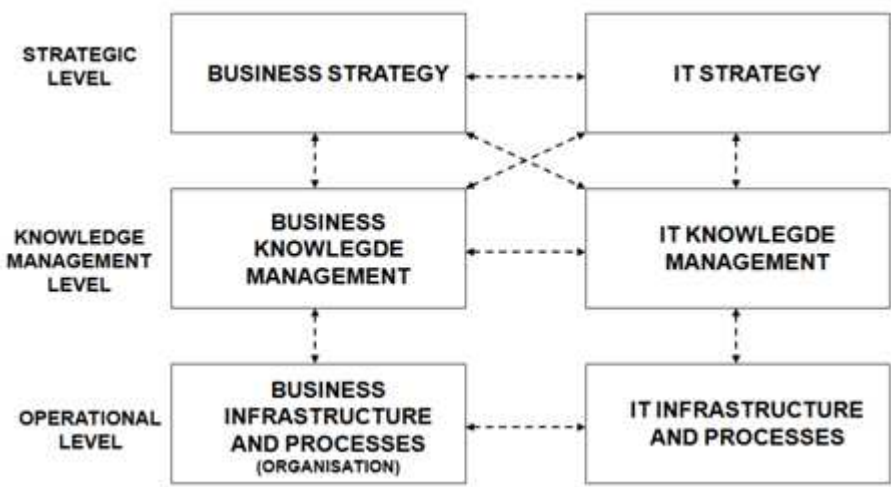 STRATEGIC
LEVEL
BUSINESS STRATEGY
IT STRATEGY
KNOWLEDGE
MANAGEMENT
LEVEL
BUSINESS
KNOWLEGDE
MANAGEMENT
IT KNOWLEGDE
MANAGEMENT
OPERATIONAL
LEVEL
BUSINESS
INFRASTRUCTURE
AND PROCESSES
(ORGANISATION)
IT INFRASTRUCTURE
AND PROCESSES